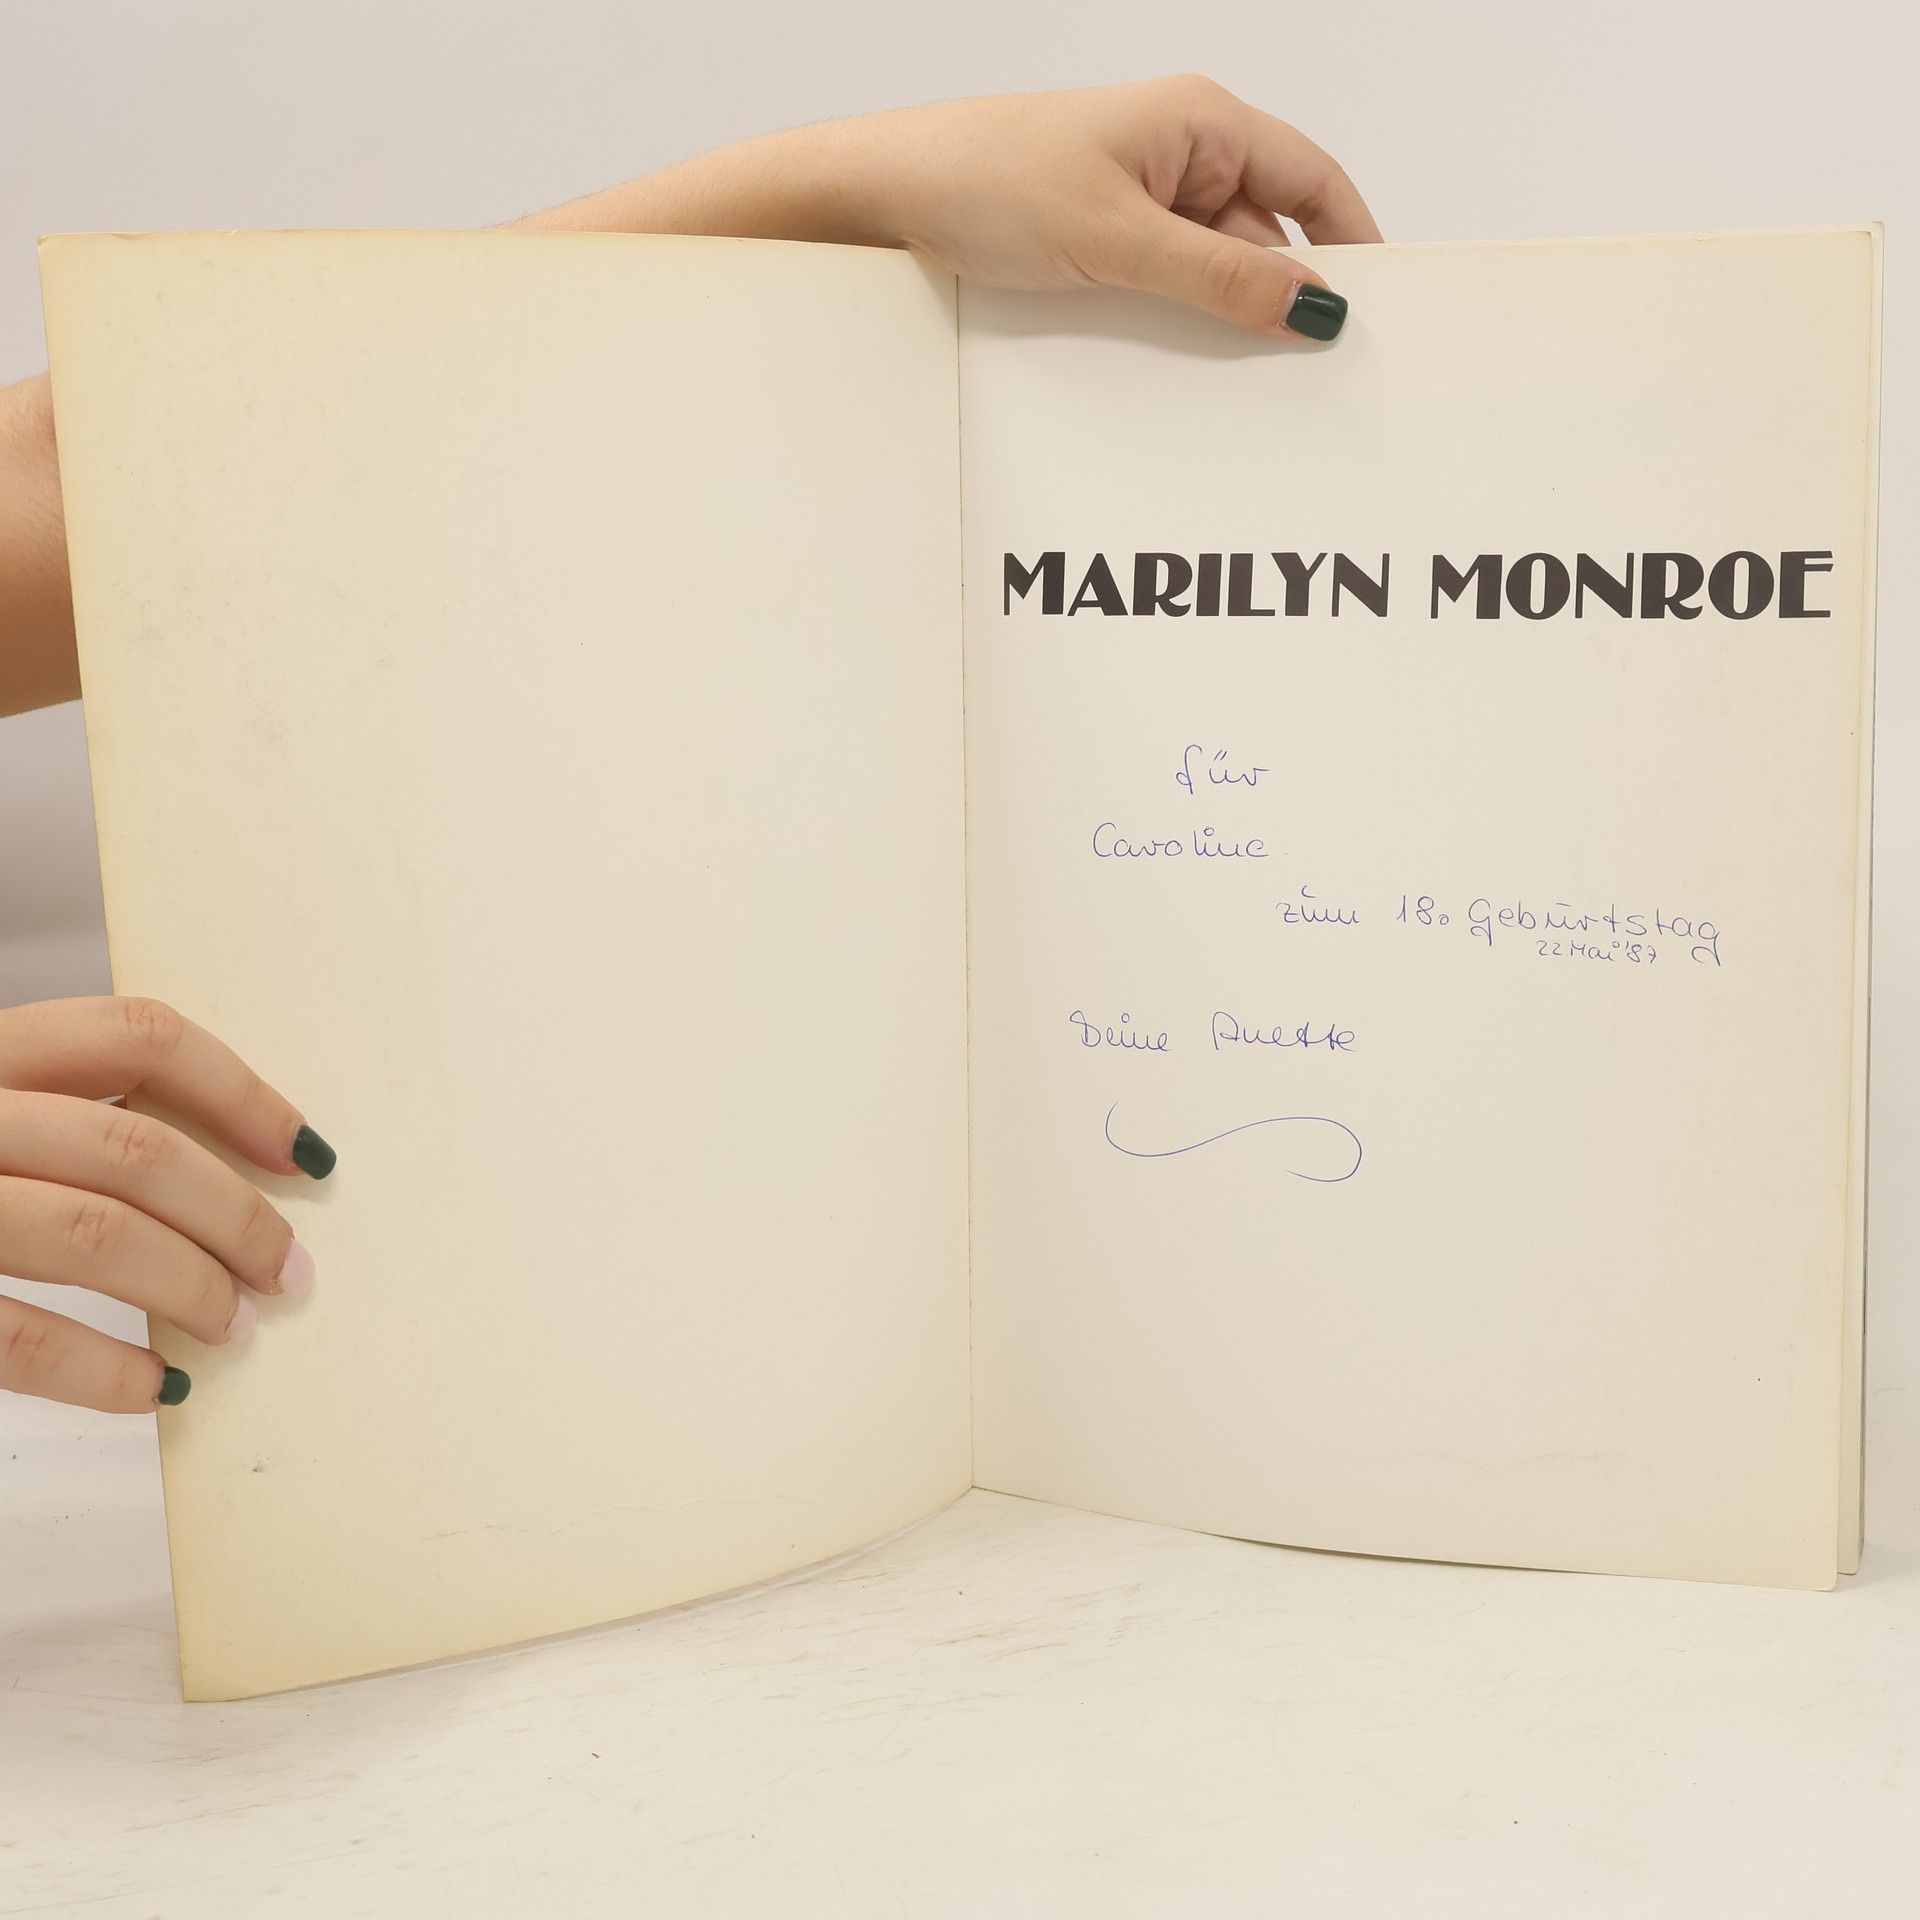 MARILYN MONROE
für
Caroline
zum 18. Geburtstag
22 Mai '87
Deine Anette